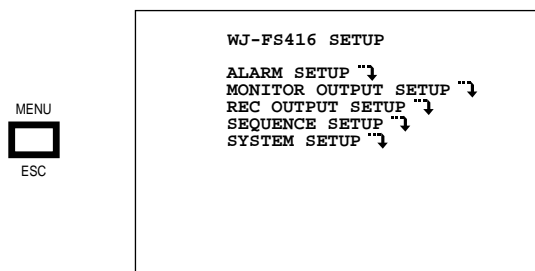 MENU
ESC
WJ-FS416 SETUP
ALARM SETUP
MONITOR OUTPUT SETUP
REC OUTPUT SETUP
SEQUENCE SETUP
SYSTEM SETUP